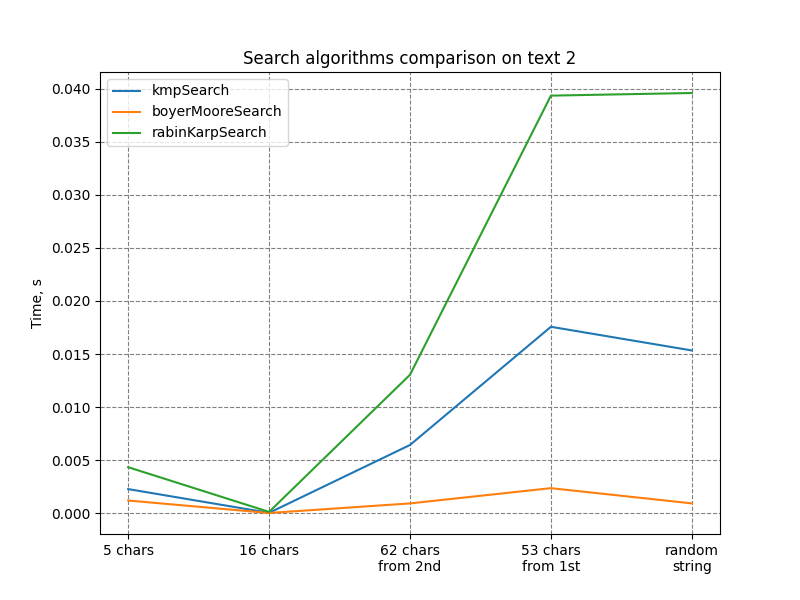 Search algorithms comparison on text 2
kmpSearch
boyerMooreSearch
rabinKarpSearch
Time, s
0.040
0.035
0.030
0.025
0.020
0.015
0.010
0.005
0.000
5 chars
16 chars
62 chars
from 2nd
53 chars
from 1st
random
string